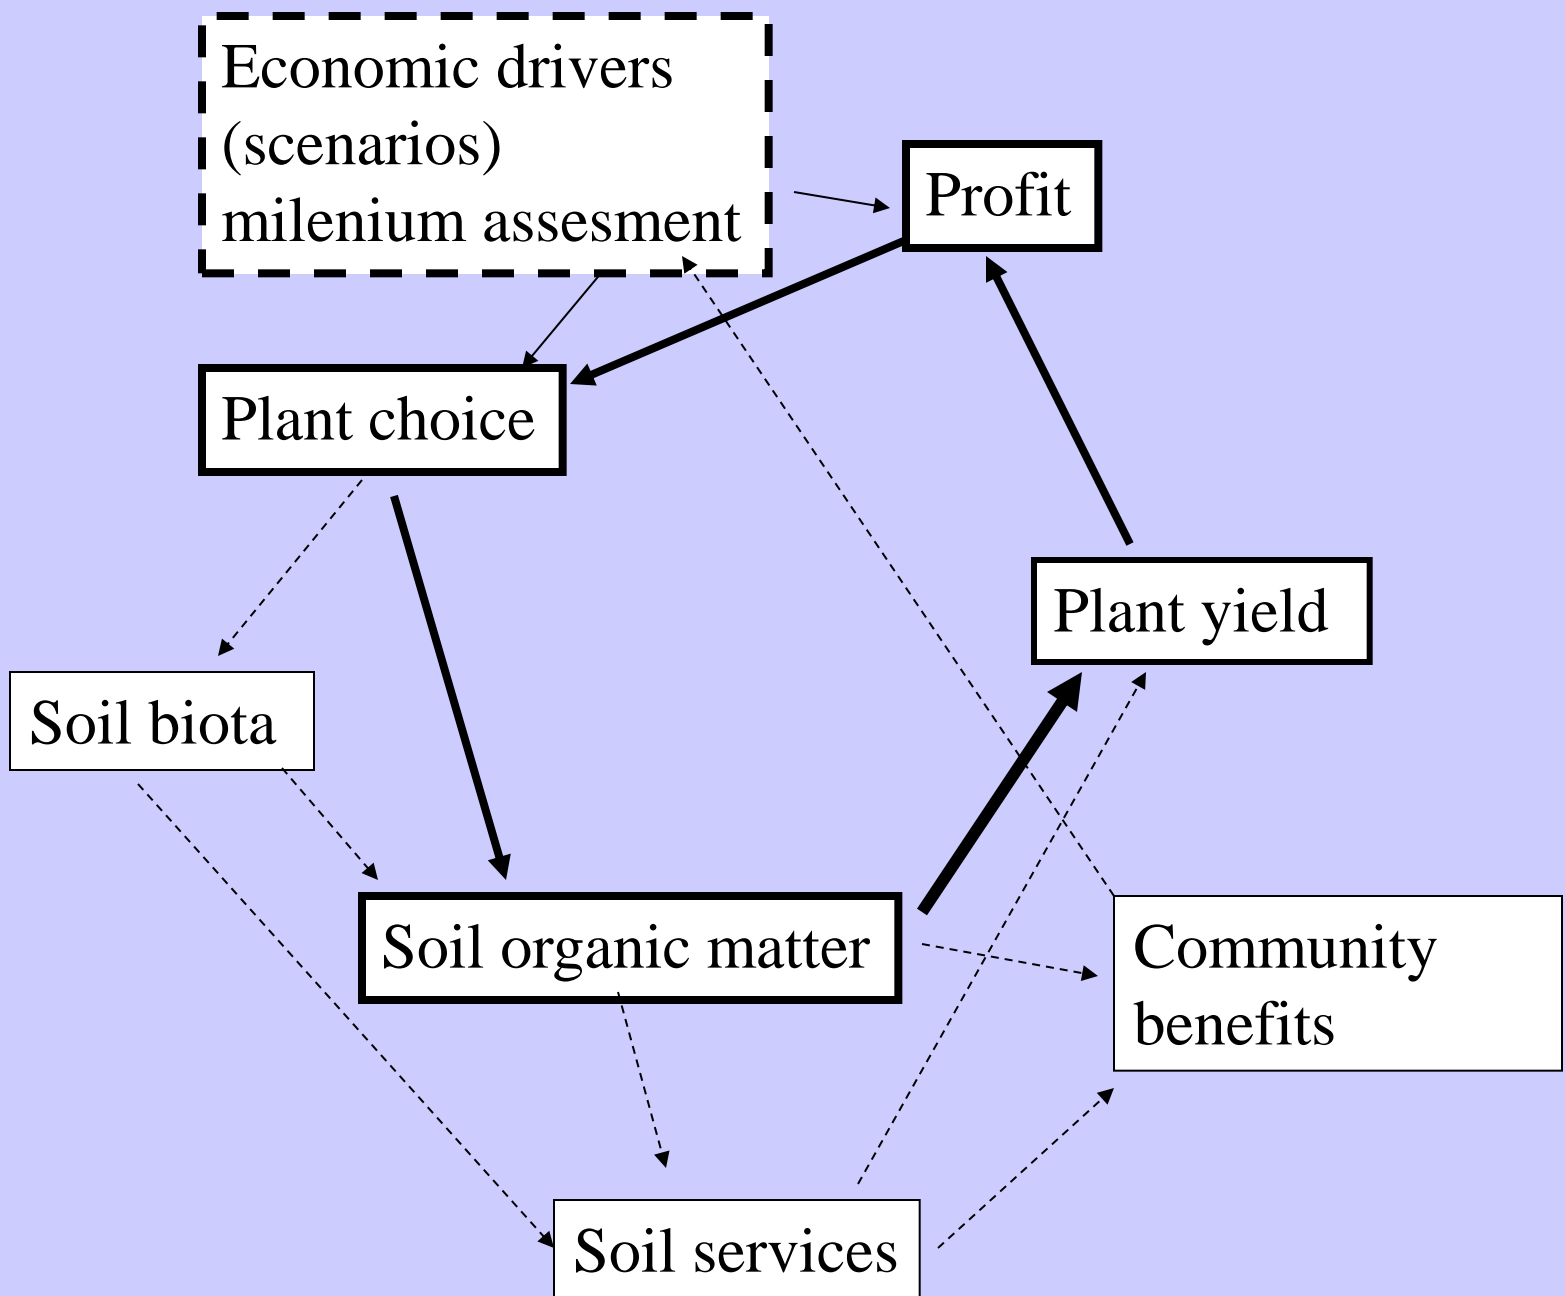 Economic drivers
(scenarios)
milenium assesment
Profit
Plant choice
Plant yield
Soil biota
Soil organic matter
Community
benefits
Soil services